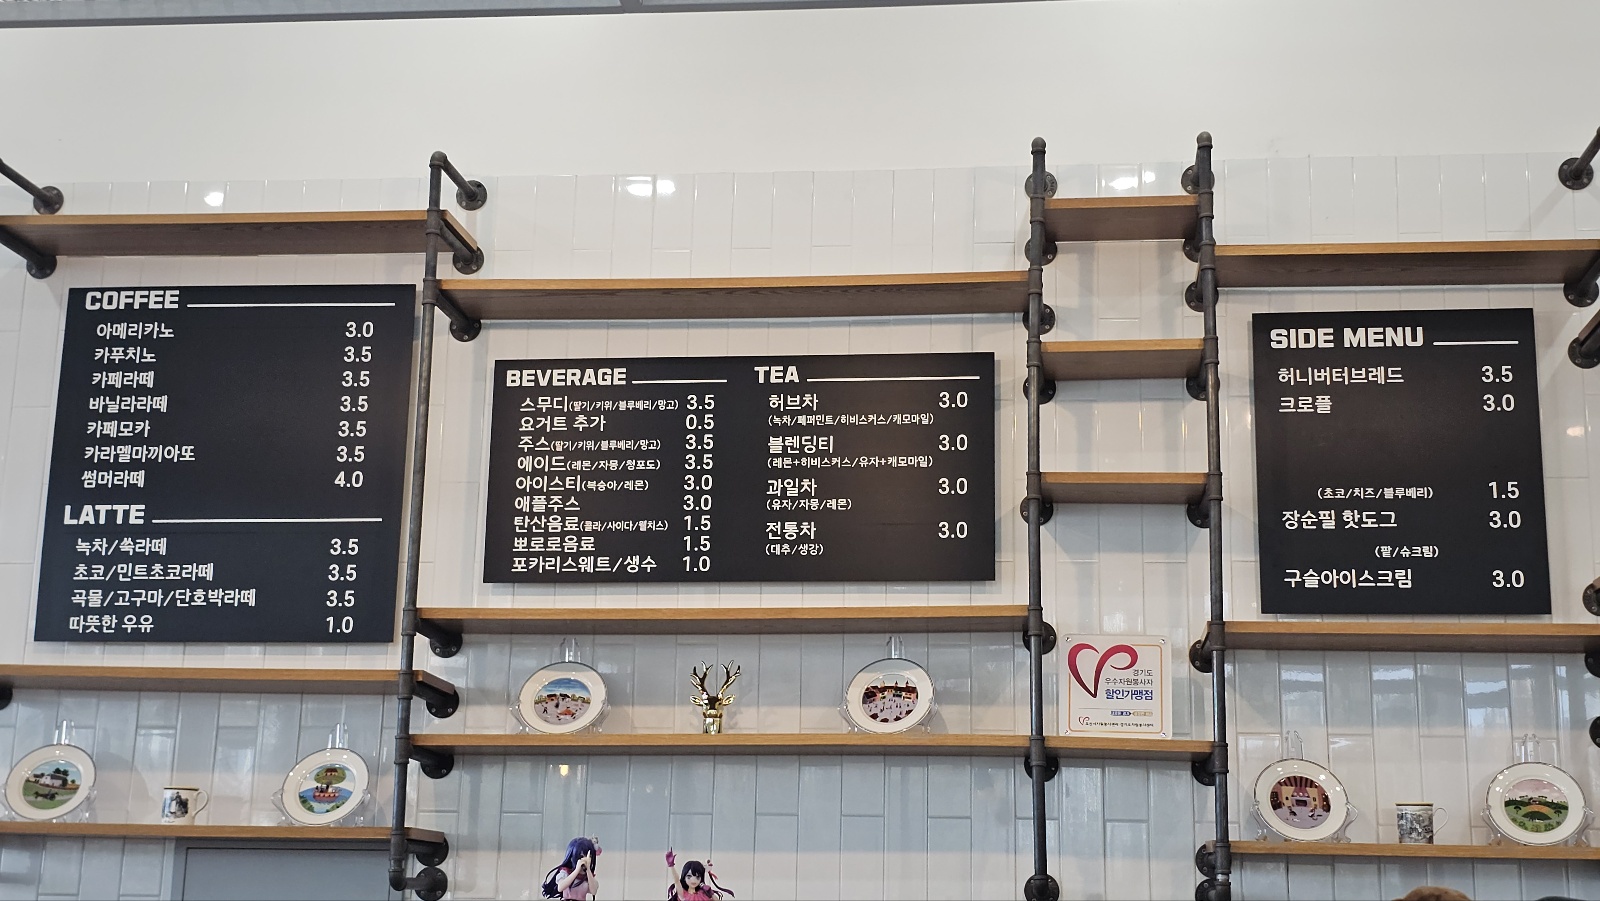 COFFEE
아메리카노 3.0
카푸치노 3.5
카페라떼 3.5
바닐라라떼 3.5
카페모카 3.5
카라멜마끼아또 3.5
썸머라떼 4.0
LATTE
녹차/쑥라떼 3.5
초코/민트초코라떼 3.5
곡물/고구마/단호박라떼 3.5
따뜻한 우유 1.0
BEVERAGE
스무디(딸기/키위/블루베리/망고) 3.5
요거트 추가 0.5
주스(딸기/키위/블루베리/망고) 3.5
에이드(레몬/자몽/청포도) 3.5
아이스티(복숭아/레몬) 3.0
애플주스 3.0
탄산음료(콜라/사이다/웰치스) 1.5
뽀로로음료 1.5
포카리스웨트/생수 1.0
TEA
허브차 3.0
(녹차/페퍼민트/히비스커스/캐모마일)
블렌딩티 3.0
(레몬+히비스커스/유자+캐모마일)
과일차 3.0
(유자/자몽/레몬)
전통차 3.0
(대추/생강)
경기도
우수자원봉사자
할인가맹점
SIDE MENU
허니버터브레드 3.5
크로플 3.0
(초코/치즈/블루베리) 1.5
장순필 핫도그 3.0
(팥/슈크림)
구슬아이스크림 3.0